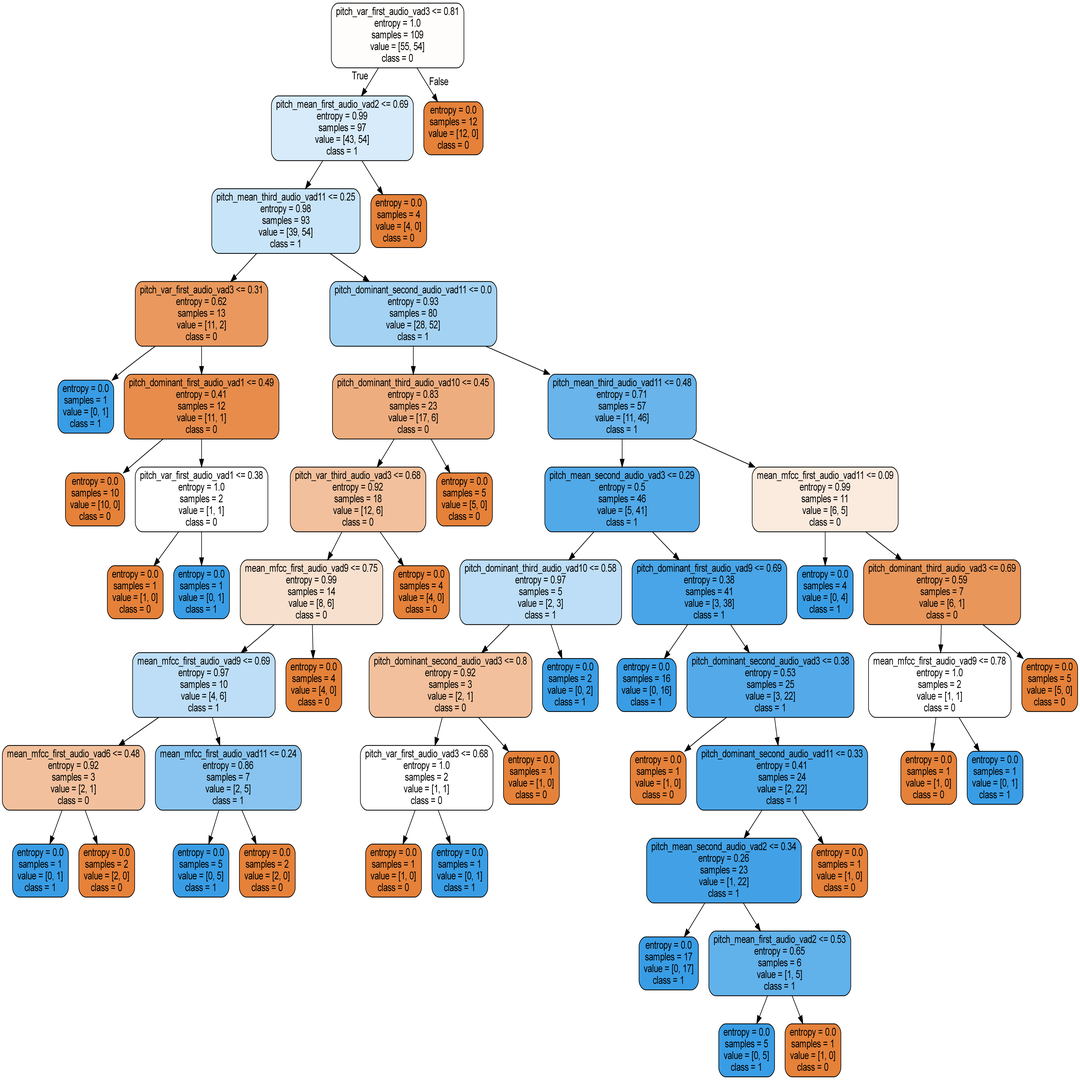 pitch_var_first_audio_vad3 <= 0.81
entropy = 1.0
samples = 109
value = [55, 54]
class = 0
True
False
pitch_mean_first_audio_vad2 <= 0.69
entropy = 0.99
samples = 97
value = [43, 54]
class = 1
entropy = 0.0
samples = 12
value = [12, 0]
class = 0
pitch_mean_third_audio_vad11 <= 0.25
entropy = 0.98
samples = 93
value = [39, 54]
class = 1
entropy = 0.0
samples = 4
value = [4, 0]
class = 0
pitch_var_first_audio_vad3 <= 0.31
entropy = 0.62
samples = 13
value = [11, 2]
class = 0
pitch_dominant_second_audio_vad11 <= 0.0
entropy = 0.93
samples = 80
value = [28, 52]
class = 1
entropy = 0.0
samples = 1
value = [0, 1]
class = 1
pitch_dominant_first_audio_vad1 <= 0.49
entropy = 0.41
samples = 12
value = [11, 1]
class = 0
pitch_dominant_third_audio_vad10 <= 0.45
entropy = 0.83
samples = 23
value = [17, 6]
class = 0
pitch_mean_third_audio_vad11 <= 0.48
entropy = 0.71
samples = 57
value = [11, 46]
class = 1
entropy = 0.0
samples = 10
value = [10, 0]
class = 0
pitch_var_first_audio_vad1 <= 0.38
entropy = 1.0
samples = 2
value = [1, 1]
class = 0
pitch_var_third_audio_vad3 <= 0.68
entropy = 0.92
samples = 18
value = [12, 6]
class = 0
entropy = 0.0
samples = 5
value = [5, 0]
class = 0
pitch_mean_second_audio_vad3 <= 0.29
entropy = 0.5
samples = 46
value = [5, 41]
class = 1
mean_mfcc_first_audio_vad11 <= 0.09
entropy = 0.99
samples = 11
value = [6, 5]
class = 0
entropy = 0.0
samples = 1
value = [1, 0]
class = 0
entropy = 0.0
samples = 1
value = [0, 1]
class = 1
mean_mfcc_first_audio_vad9 <= 0.75
entropy = 0.99
samples = 14
value = [8, 6]
class = 0
entropy = 0.0
samples = 4
value = [4, 0]
class = 0
pitch_dominant_third_audio_vad10 <= 0.58
entropy = 0.97
samples = 5
value = [2, 3]
class = 1
pitch_dominant_first_audio_vad9 <= 0.69
entropy = 0.38
samples = 41
value = [3, 38]
class = 1
entropy = 0.0
samples = 4
value = [0, 4]
class = 1
pitch_dominant_third_audio_vad3 <= 0.69
entropy = 0.59
samples = 7
value = [6, 1]
class = 0
mean_mfcc_first_audio_vad9 <= 0.69
entropy = 0.97
samples = 10
value = [4, 6]
class = 1
entropy = 0.0
samples = 4
value = [4, 0]
class = 0
pitch_dominant_second_audio_vad3 <= 0.8
entropy = 0.92
samples = 3
value = [2, 1]
class = 0
entropy = 0.0
samples = 2
value = [0, 2]
class = 1
entropy = 0.0
samples = 16
value = [0, 16]
class = 1
pitch_dominant_second_audio_vad3 <= 0.38
entropy = 0.53
samples = 25
value = [3, 22]
class = 1
mean_mfcc_first_audio_vad9 <= 0.78
entropy = 1.0
samples = 2
value = [1, 1]
class = 0
entropy = 0.0
samples = 5
value = [5, 0]
class = 0
mean_mfcc_first_audio_vad6 <= 0.48
entropy = 0.92
samples = 3
value = [2, 1]
class = 0
mean_mfcc_first_audio_vad11 <= 0.24
entropy = 0.86
samples = 7
value = [2, 5]
class = 1
pitch_var_first_audio_vad3 <= 0.68
entropy = 1.0
samples = 2
value = [1, 1]
class = 0
entropy = 0.0
samples = 1
value = [1, 0]
class = 0
entropy = 0.0
samples = 1
value = [1, 0]
class = 0
pitch_dominant_second_audio_vad11 <= 0.33
entropy = 0.41
samples = 24
value = [2, 22]
class = 1
entropy = 0.0
samples = 1
value = [1, 0]
class = 0
entropy = 0.0
samples = 1
value = [0, 1]
class = 1
entropy = 0.0
samples = 1
value = [0, 1]
class = 1
entropy = 0.0
samples = 2
value = [2, 0]
class = 0
entropy = 0.0
samples = 5
value = [0, 5]
class = 1
entropy = 0.0
samples = 2
value = [2, 0]
class = 0
entropy = 0.0
samples = 1
value = [1, 0]
class = 0
entropy = 0.0
samples = 1
value = [0, 1]
class = 1
pitch_mean_second_audio_vad2 <= 0.34
entropy = 0.26
samples = 23
value = [1, 22]
class = 1
entropy = 0.0
samples = 1
value = [1, 0]
class = 0
entropy = 0.0
samples = 17
value = [0, 17]
class = 1
pitch_mean_first_audio_vad2 <= 0.53
entropy = 0.65
samples = 6
value = [1, 5]
class = 1
entropy = 0.0
samples = 5
value = [0, 5]
class = 1
entropy = 0.0
samples = 1
value = [1, 0]
class = 0